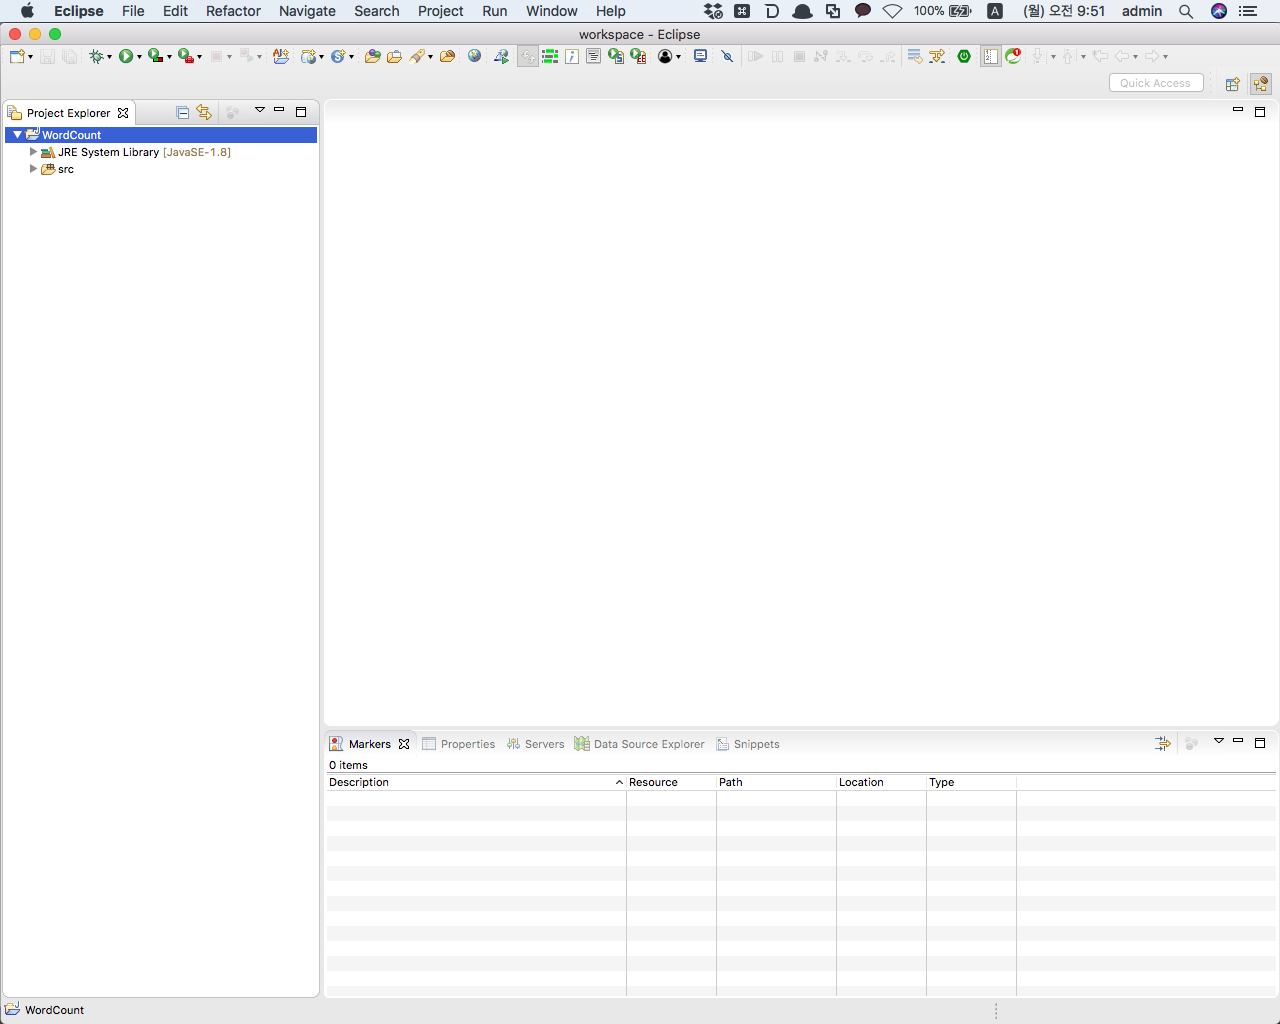 Eclipse File Edit Refactor Navigate Search Project Run Window Help 100% A (월) 오전 9:51 admin
workspace - Eclipse
Quick Access
Project Explorer
WordCount
JRE System Library [JavaSE-1.8]
src
Markers Properties Servers Data Source Explorer Snippets
0 items
Description Resource Path Location Type
WordCount